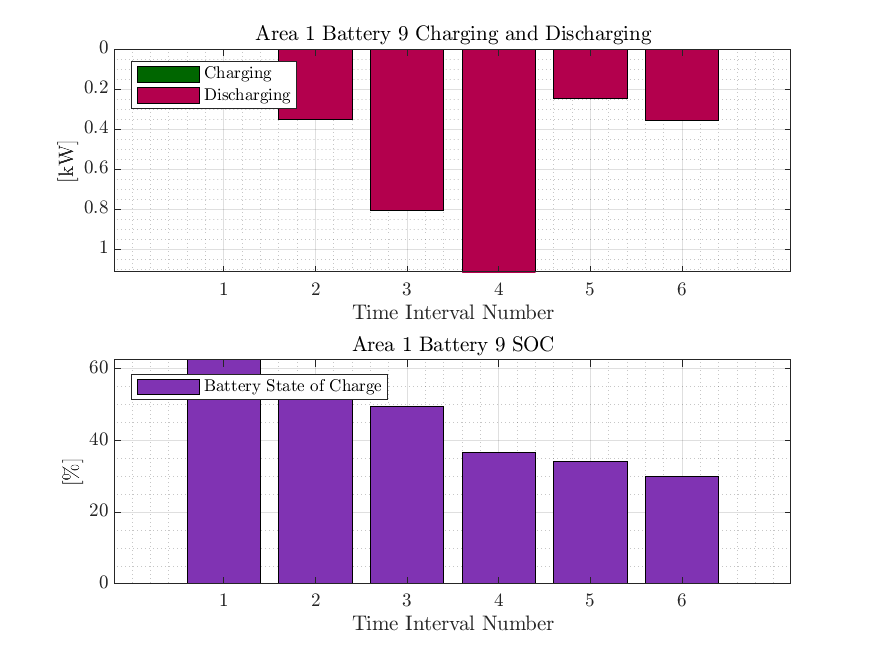 Area 1 Battery 9 Charging and Discharging
0
0.2
0.4
0.6
0.8
1
[kW]
Charging
Discharging
1 2 3 4 5 6
Time Interval Number
Area 1 Battery 9 SOC
60
40
20
0
[%]
Battery State of Charge
1 2 3 4 5 6
Time Interval Number